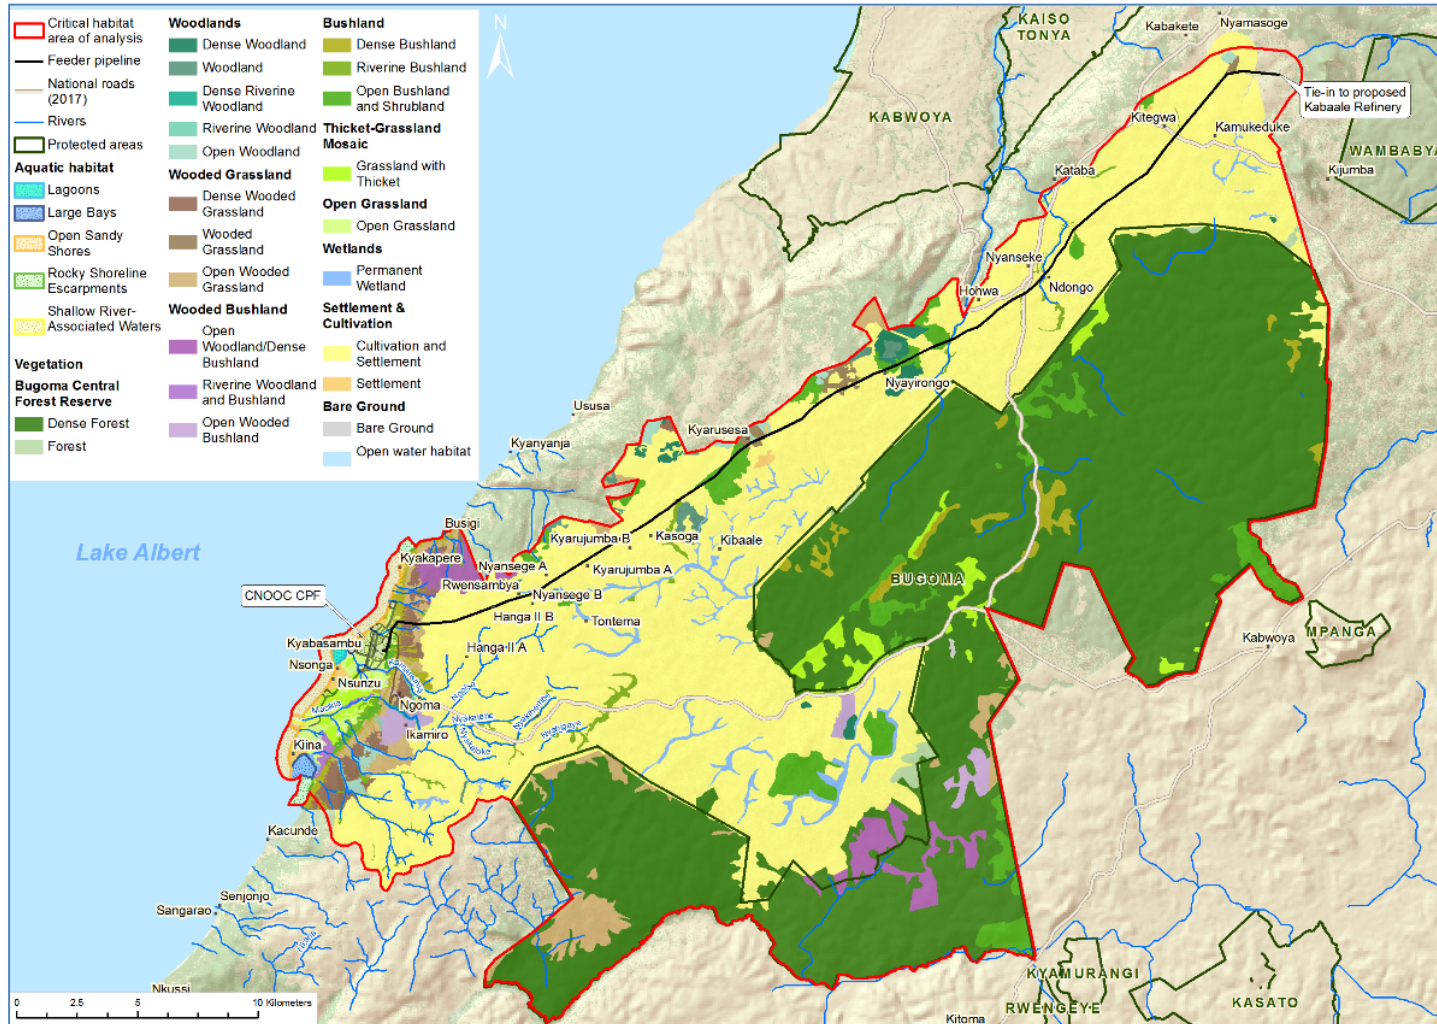 Critical habitat
area of analysis
Feeder pipeline
National roads
(2017)
Rivers
Protected areas
Aquatic habitat
Lagoons
Large Bays
Open Sandy
Shores
Rocky Shoreline
Escarpments
Shallow River-
Associated Waters
Vegetation
Bugoma Central
Forest Reserve
Dense Forest
Forest
Woodlands
Dense Woodland
Woodland
Dense Riverine
Woodland
Riverine Woodland
Open Woodland
Wooded Grassland
Dense Wooded
Grassland
Wooded
Grassland
Open Wooded
Grassland
Wooded Bushland
Open
Woodland/Dense
Bushland
Riverine Woodland
and Bushland
Open Wooded
Bushland
Bushland
Dense Bushland
Riverine Bushland
Open Bushland
and Shrubland
Thicket-Grassland
Mosaic
Grassland with
Thicket
Open Grassland
Open Grassland
Wetlands
Permanent
Wetland
Settlement &
Cultivation
Cultivation and
Settlement
Settlement
Bare Ground
Bare Ground
Open water habitat
N
KAISO
TONYA
Kabakete
Nyamasoge
Tie-in to proposed
Kabaale Refinery
KABWOYA
Kitegwa
Kamukeduke
WAMBABYA
Kijumba
Kataba
Nyanseke
Ndongo
Hohwa
Nyayirongo
Ususa
Kyarusesa
Kyanyanja
Busigi
Lake Albert
Kyakapere
Nyansege A
Kyarujumba B
Kasoga
Kibaale
Kyarujumba A
Rwensambya
Nyansege B
BUGOMA
CNOOC CPF
Hanga II B
Tontema
Kyabasambu
Hanga II A
Nsonga
Nsunzu
Kabwoya
MPANGA
Ngoma
Ikamiro
Kiina
Kacunde
Senjonjo
Sangarao
Nkussi
KYAMURANGI
RWENGEYE
KASATO
Kitoma
0 2.5 5 10 Kilometers